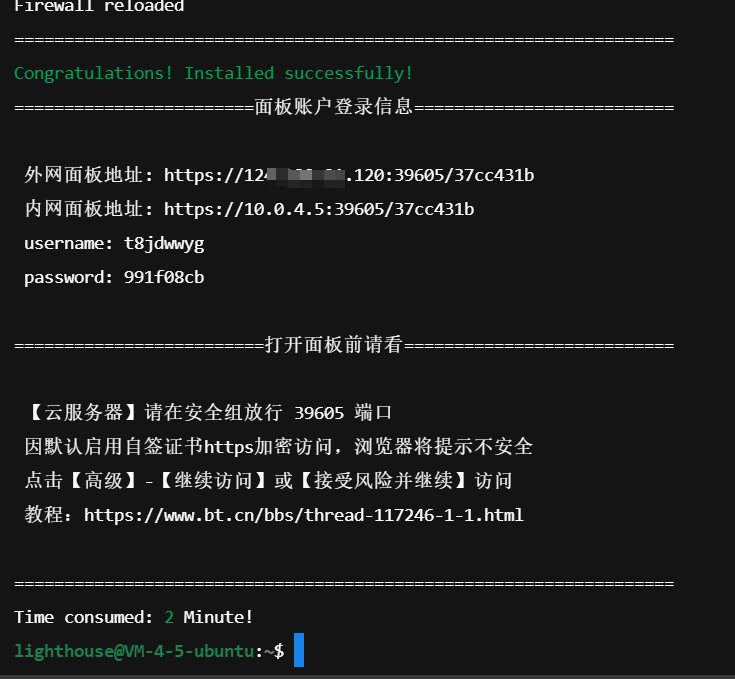 Firewall reloaded
==================================================================
Congratulations! Installed successfully!
========================面板账户登录信息==========================
外网面板地址: https://124 .120:39605/37cc431b
内网面板地址: https://10.0.4.5:39605/37cc431b
username: t8jdwwyg
password: 991f08cb
=========================打开面板前请看===========================
【云服务器】请在安全组放行 39605 端口
因默认启用自签证书https加密访问，浏览器将提示不安全
点击【高级】-【继续访问】或【接受风险并继续】访问
教程：https://www.bt.cn/bbs/thread-117246-1-1.html
==================================================================
Time consumed: 2 Minute!
lighthouse@VM-4-5-ubuntu:~$